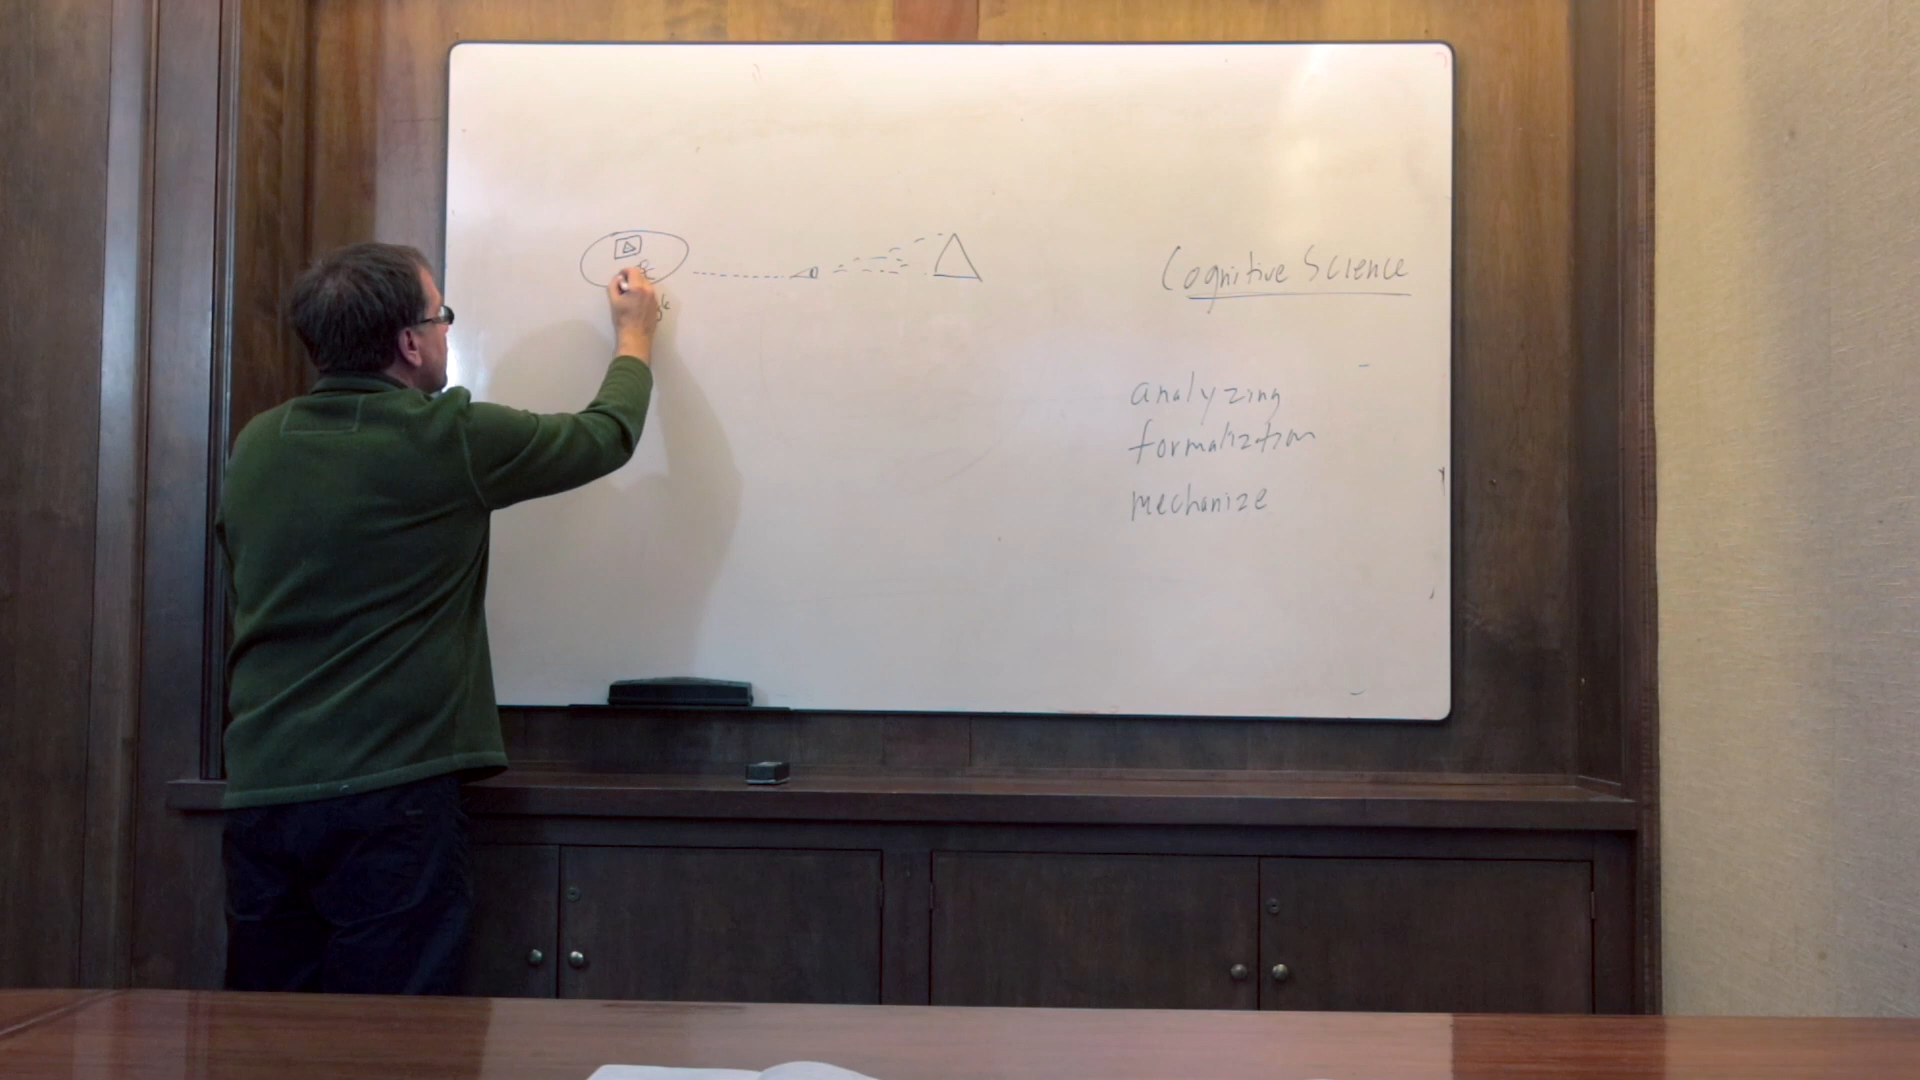 Cognitive Science
analyzing
formalization
mechanize